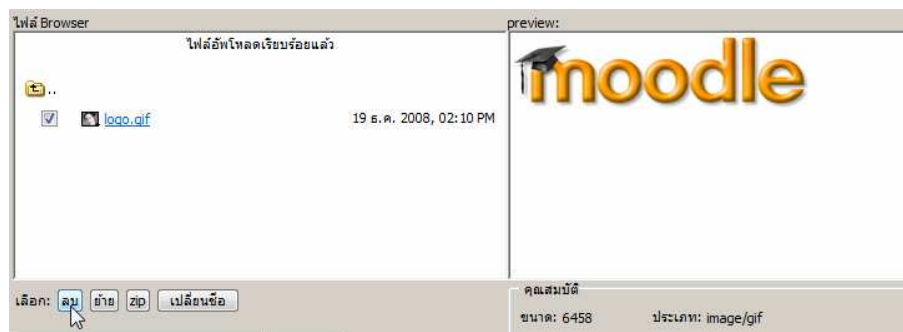 ไฟล์ Browser
ไฟล์อัพโหลดเรียบร้อยแล้ว
..
logo.gif 19 ธ.ค. 2008, 02:10 PM
เลือก: ลบ ย้าย zip เปลี่ยนชื่อ
preview:
moodle
คุณสมบัติ
ขนาด: 6458 ประเภท: image/gif